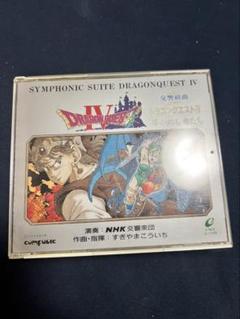 SYMPHONIC SUITE DRAGONQUEST IV
交響組曲
ドラゴンクエストIV
DRAGON QUEST
IV
演奏：NHK交響楽団
作曲・指揮：すぎやまこういち